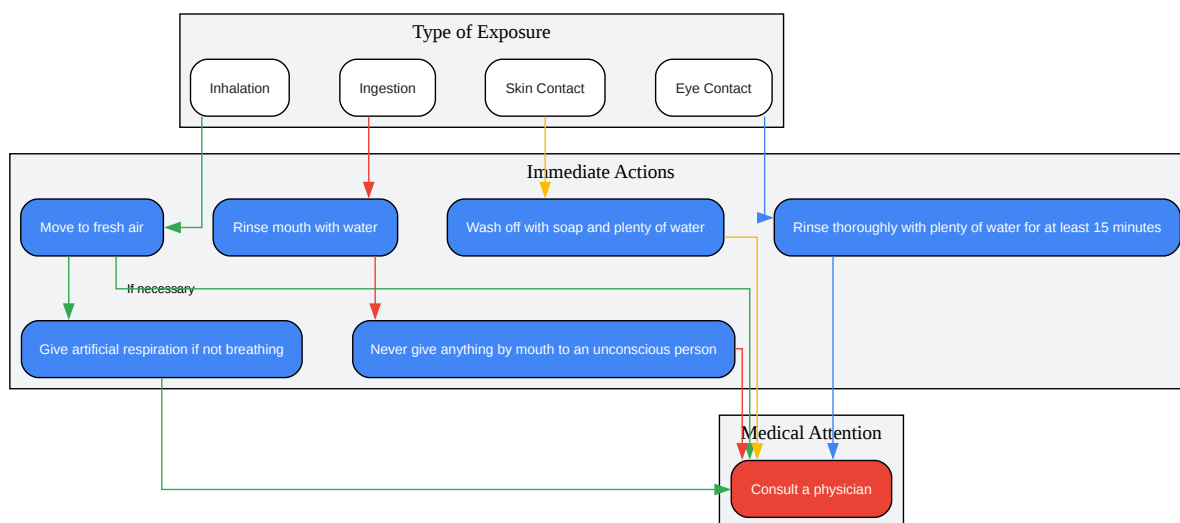 Type of Exposure
Inhalation
Ingestion
Skin Contact
Eye Contact
Immediate Actions
Move to fresh air
Rinse mouth with water
Wash off with soap and plenty of water
Rinse thoroughly with plenty of water for at least 15 minutes
If necessary
Give artificial respiration if not breathing
Never give anything by mouth to an unconscious person
Medical Attention
Consult a physician